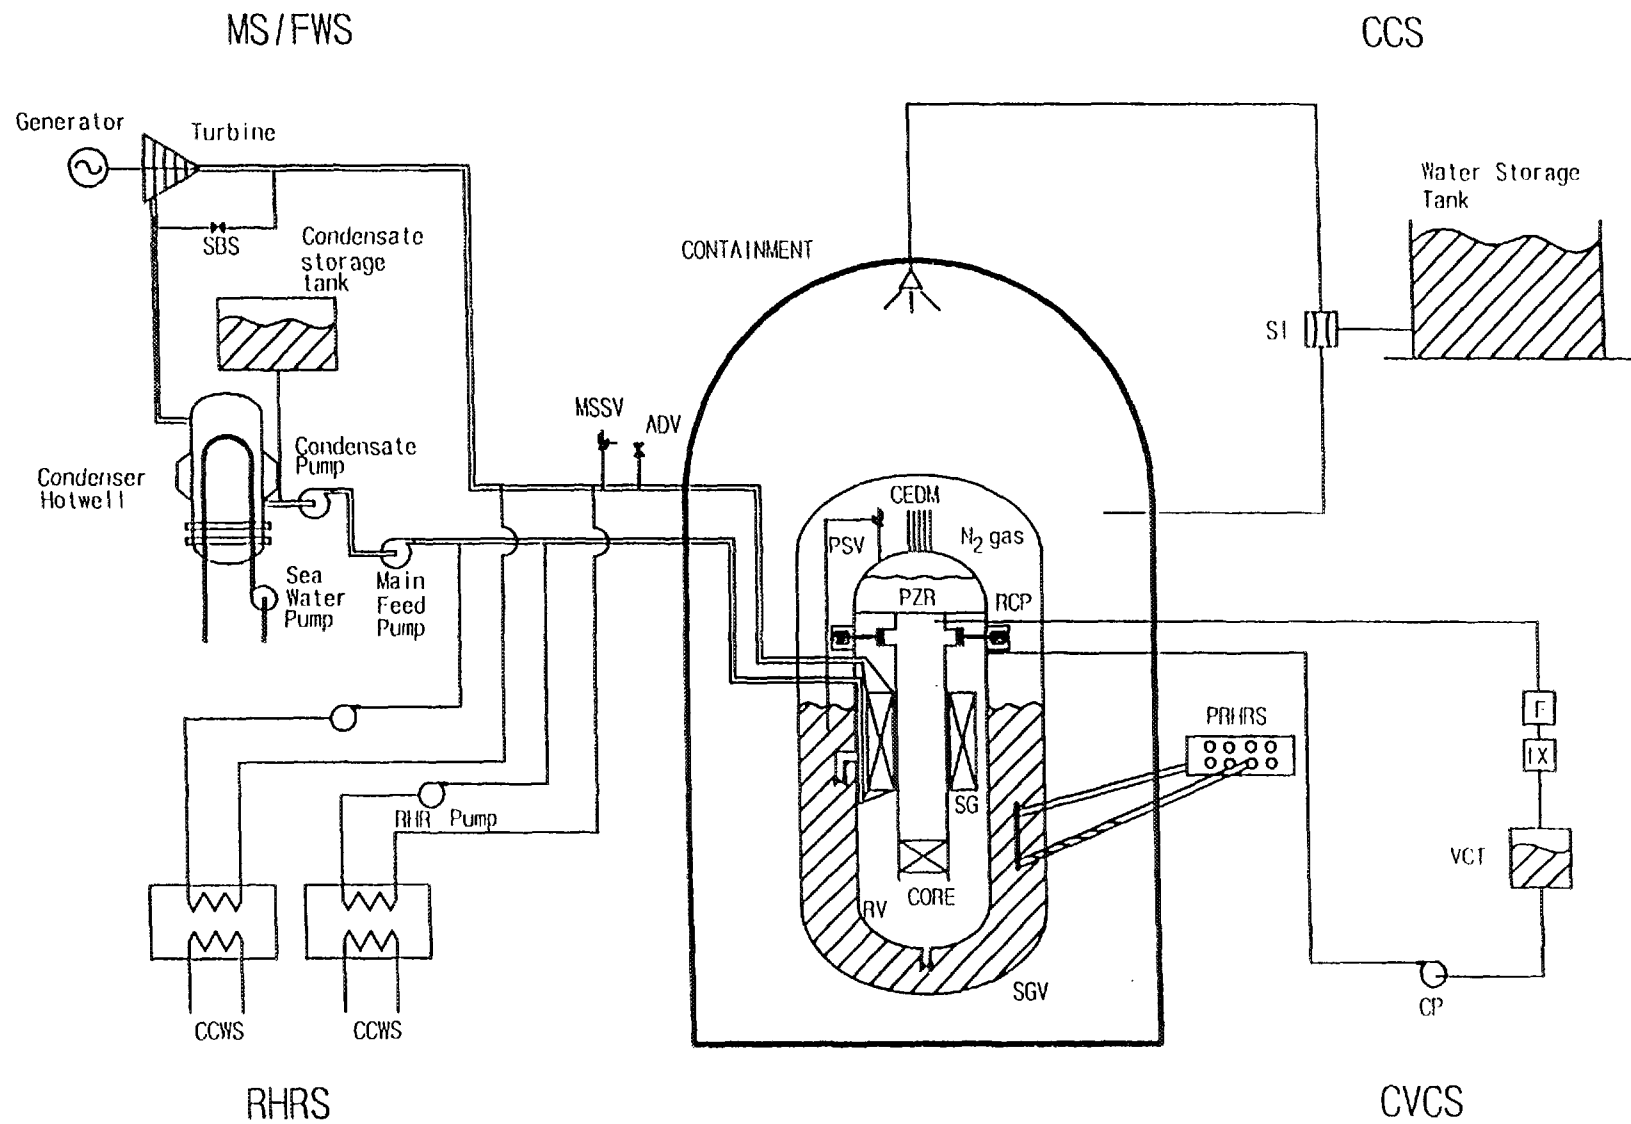 MS/FWS
CCS
Generator
Turbine
Water Storage
Tank
SBS
Condensate
storage
tank
CONTAINMENT
SI
MSSV
ADV
Condensate
Pump
Condenser
Hotwell
CEDM
N2 gas
PSV
PZR
RCP
Sea
Water
Pump
Main
Feed
Pump
F
PRHRS
IX
SG
RHR Pump
VCT
CORE
RV
SGV
CP
CCWS
CCWS
RHRS
CVCS